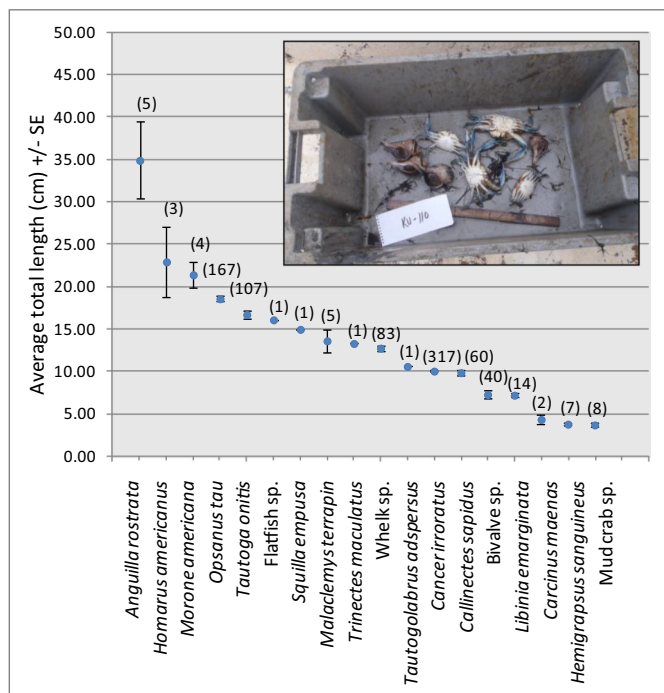 50.00
45.00
40.00
35.00
30.00
25.00
20.00
15.00
10.00
5.00
0.00
Average total length (cm) +/- SE
(5)
(3)
(4)
(167)
(107)
(1)
(1)
(5)
(1)
(83)
(1)
(317)
(60)
(40)
(14)
(2)
(7)
(8)
KU-110
Anguilla rostrata
Homarus americanus
Morone americana
Opsanus tau
Tautoga onitis
Flatfish sp.
Squilla empusa
Malaclemys terrapin
Trinectes maculatus
Whelk sp.
Tautogolabrus adspersus
Cancer irroratus
Callinectes sapidus
Bivalve sp.
Libinia emarginata
Carcinus maenas
Hemigrapsus sanguineus
Mud crab sp.